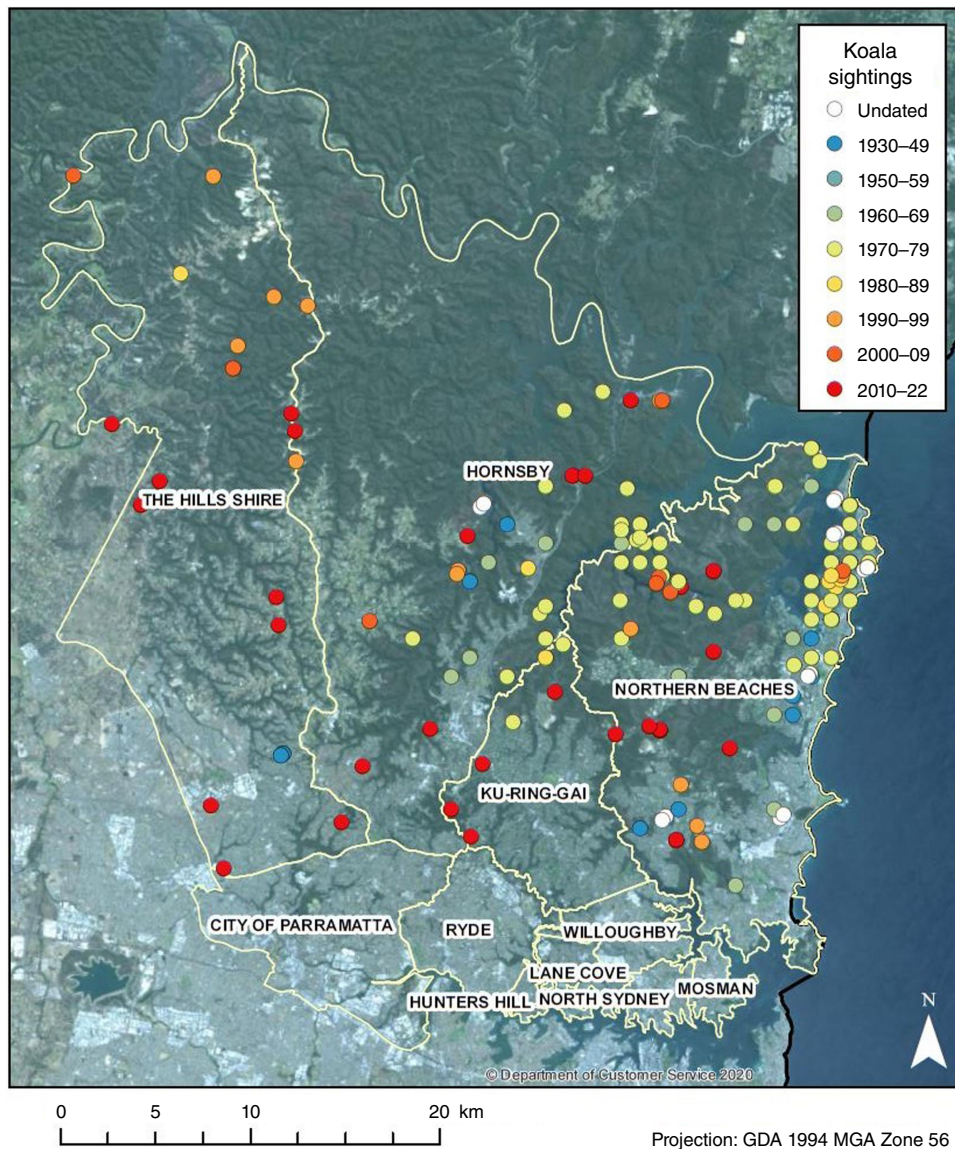 Koala
sightings
Undated
1930–49
1950–59
1960–69
1970–79
1980–89
1990–99
2000–09
2010–22
HORNSBY
THE HILLS SHIRE
NORTHERN BEACHES
KU-RING-GAI
CITY OF PARRAMATTA
RYDE
WILLOUGHBY
LANE COVE
MOSMAN
HUNTERS HILL
NORTH SYDNEY
N
© Department of Customer Service 2020
0 5 10 20 km
Projection: GDA 1994 MGA Zone 56